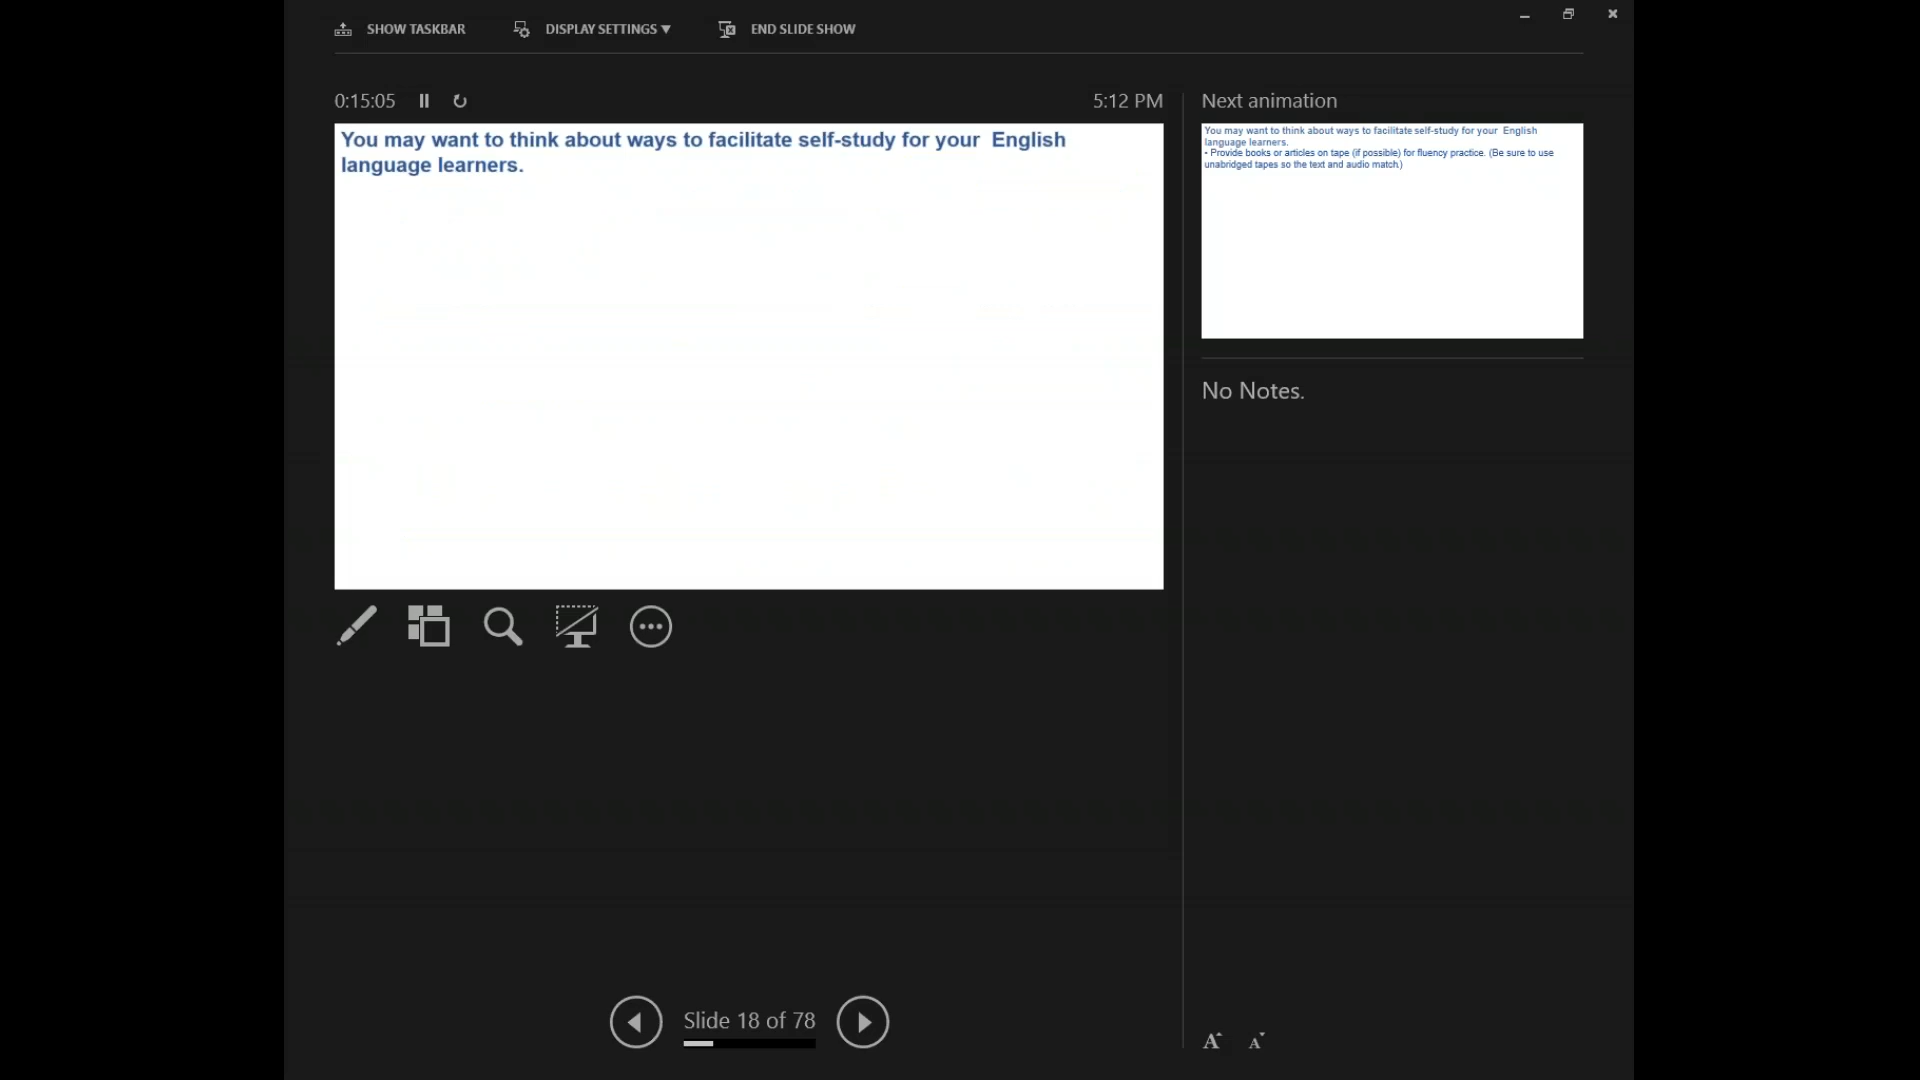 SHOW TASKBAR
DISPLAY SETTINGS ▼
END SLIDE SHOW
0:15:05
5:12 PM
You may want to think about ways to facilitate self-study for your  English
language learners.
Next animation
You may want to think about ways to facilitate self-study for your  English
language learners.
• Provide books or articles on tape (if possible) for fluency practice. (Be sure to use
unabridged tapes so the text and audio match.)
No Notes.
Slide 18 of 78
A A